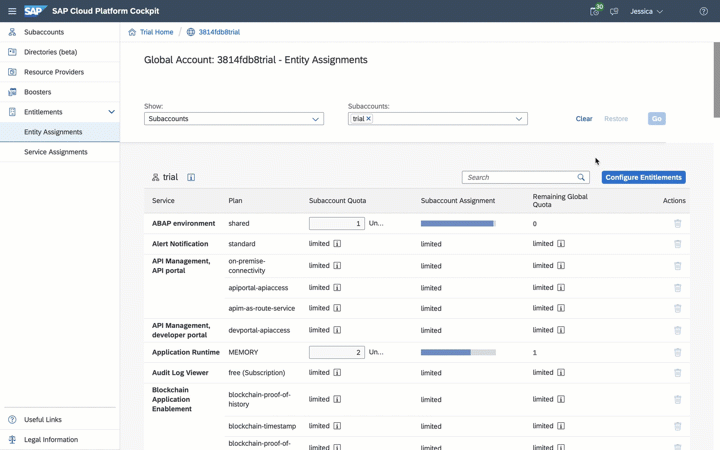 SAP SAP Cloud Platform Cockpit 30 Jessica
Subaccounts
Directories (beta)
Resource Providers
Boosters
Entitlements
Entity Assignments
Service Assignments
Useful Links
Legal Information
Trial Home / 3814fdb8trial
Global Account: 3814fdb8trial - Entity Assignments
Show: Subaccounts:
Subaccounts trial Clear Restore Go
trial Search Configure Entitlements
Service Plan Subaccount Quota Subaccount Assignment Remaining Global Quota Actions
ABAP environment shared 1 Un... 0
Alert Notification standard limited limited limited
API Management, API portal on-premise-connectivity limited limited limited
apiportal-apiaccess limited limited limited
apim-as-route-service limited limited limited
API Management, developer portal devportal-apiaccess limited limited limited
Application Runtime MEMORY 2 Un... 1
Audit Log Viewer free (Subscription) limited limited limited
Blockchain Application Enablement blockchain-proof-of-history limited limited limited
blockchain-timestamp limited limited limited
blockchain-proof-of- limited limited limited